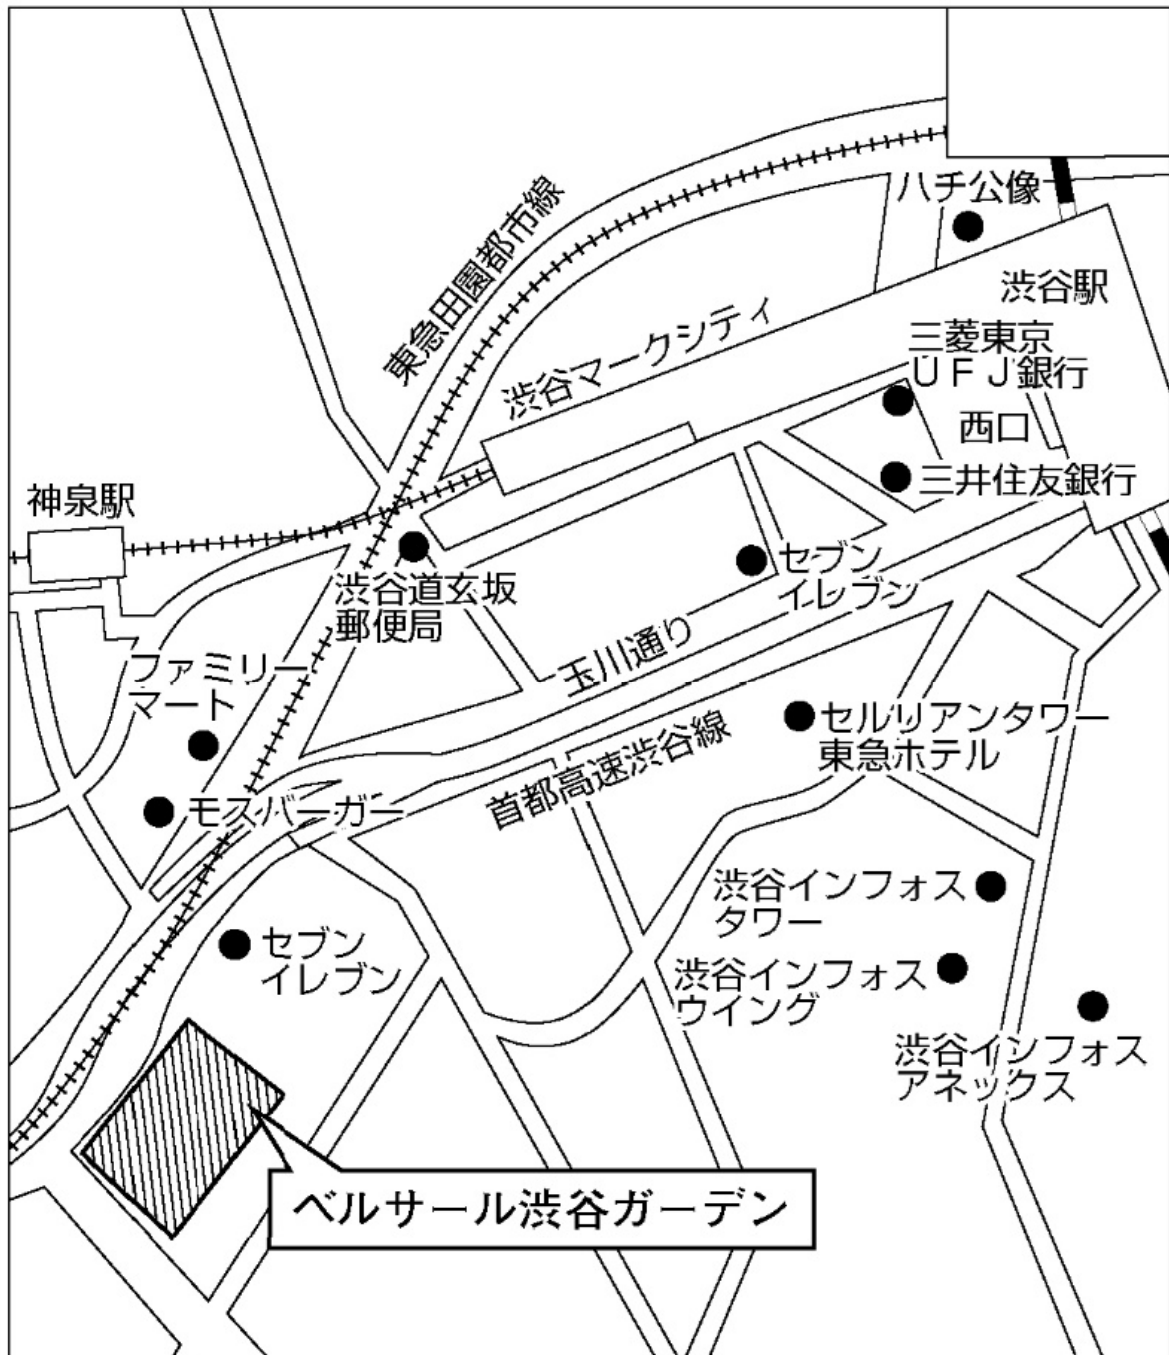 ハチ公像
東急田園都市線
渋谷駅
渋谷マークシティ
三菱東京
ＵＦＪ銀行
西口
三井住友銀行
神泉駅
セブン
イレブン
渋谷道玄坂
郵便局
玉川通り
ファミリー
マート
セルリアンタワー
東急ホテル
首都高速渋谷線
モスバーガー
渋谷インフォス
タワー
セブン
イレブン
渋谷インフォス
ウイング
渋谷インフォス
アネックス
ベルサール渋谷ガーデン